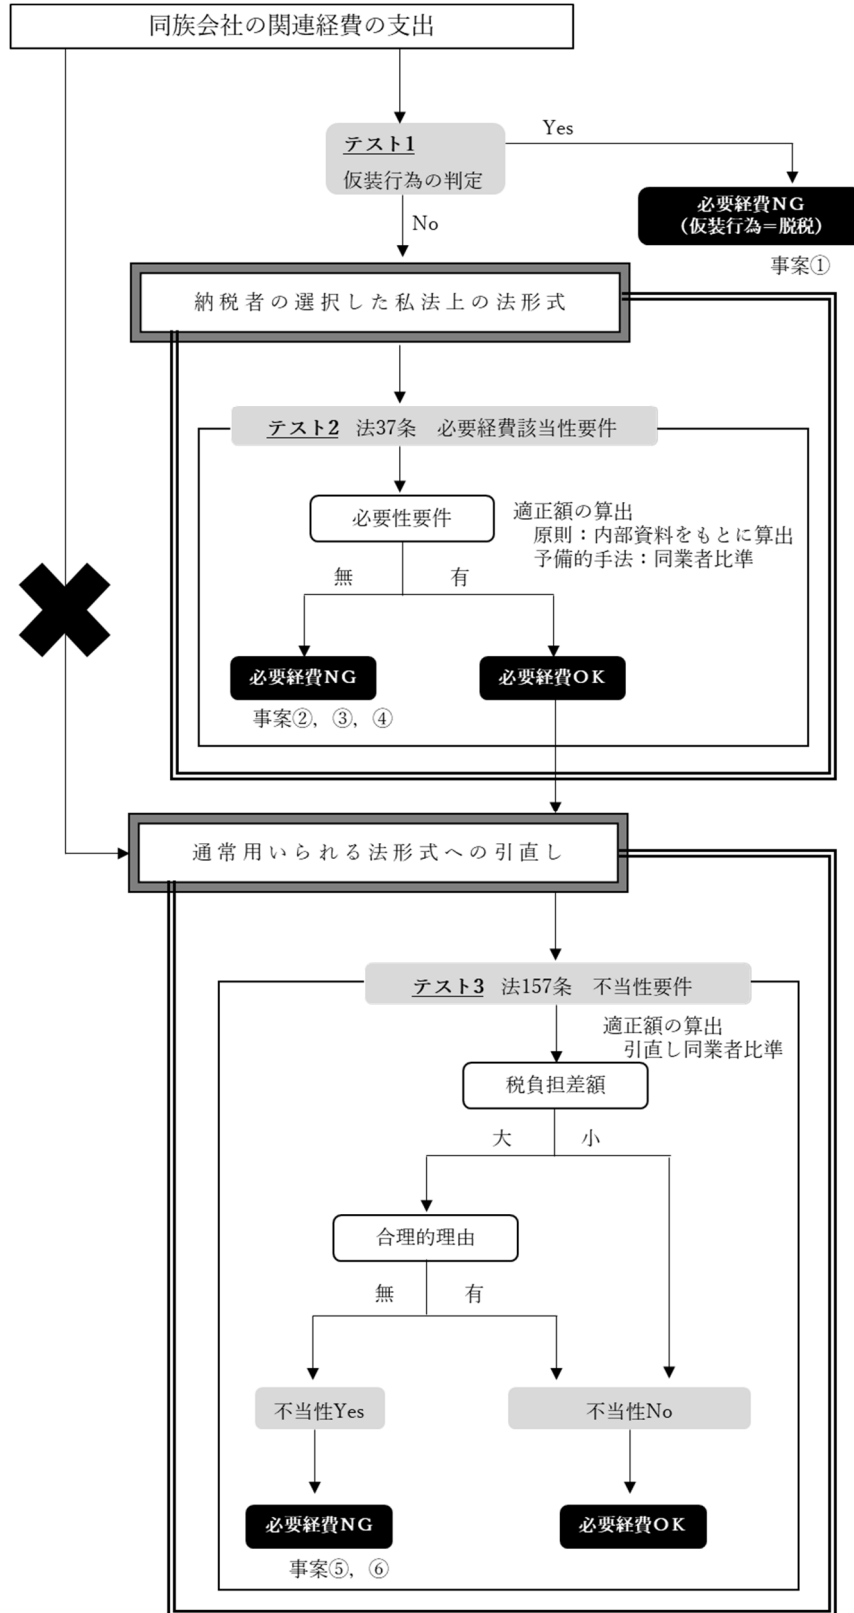 同族会社の関連経費の支出
テスト1
仮装行為の判定
Yes
必要経費NG
（仮装行為＝脱税）
事案①
No
納税者の選択した私法上の法形式
テスト2　法37条　必要経費該当性要件
必要性要件
適正額の算出
原則：内部資料をもとに算出
予備的手法：同業者比準
無
有
必要経費NG
必要経費OK
事案②，③，④
通常用いられる法形式への引直し
テスト3　法157条　不当性要件
適正額の算出
引直し同業者比準
税負担差額
大
小
合理的理由
無
有
不当性Yes
不当性No
必要経費NG
必要経費OK
事案⑤，⑥